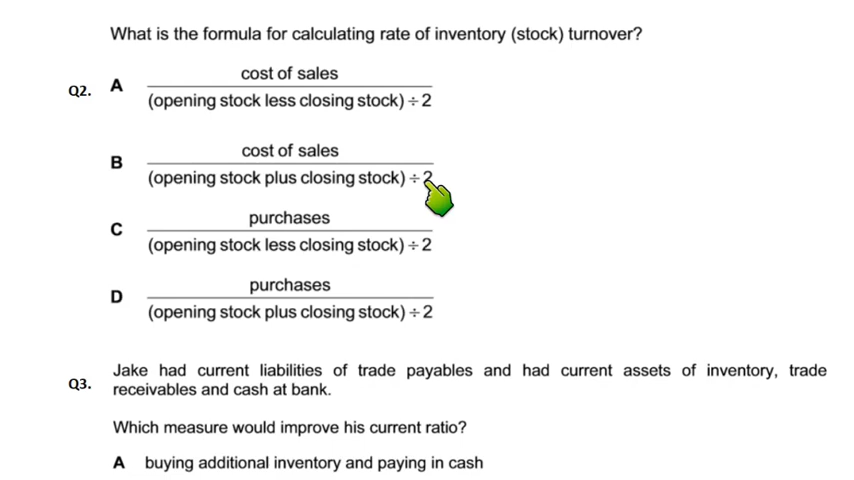 What is the formula for calculating rate of inventory (stock) turnover?
Q2. A cost of sales
(opening stock less closing stock) ÷ 2
B cost of sales
(opening stock plus closing stock) ÷ 2
C purchases
(opening stock less closing stock) ÷ 2
D purchases
(opening stock plus closing stock) ÷ 2
Q3. Jake had current liabilities of trade payables and had current assets of inventory, trade
receivables and cash at bank.
Which measure would improve his current ratio?
A buying additional inventory and paying in cash